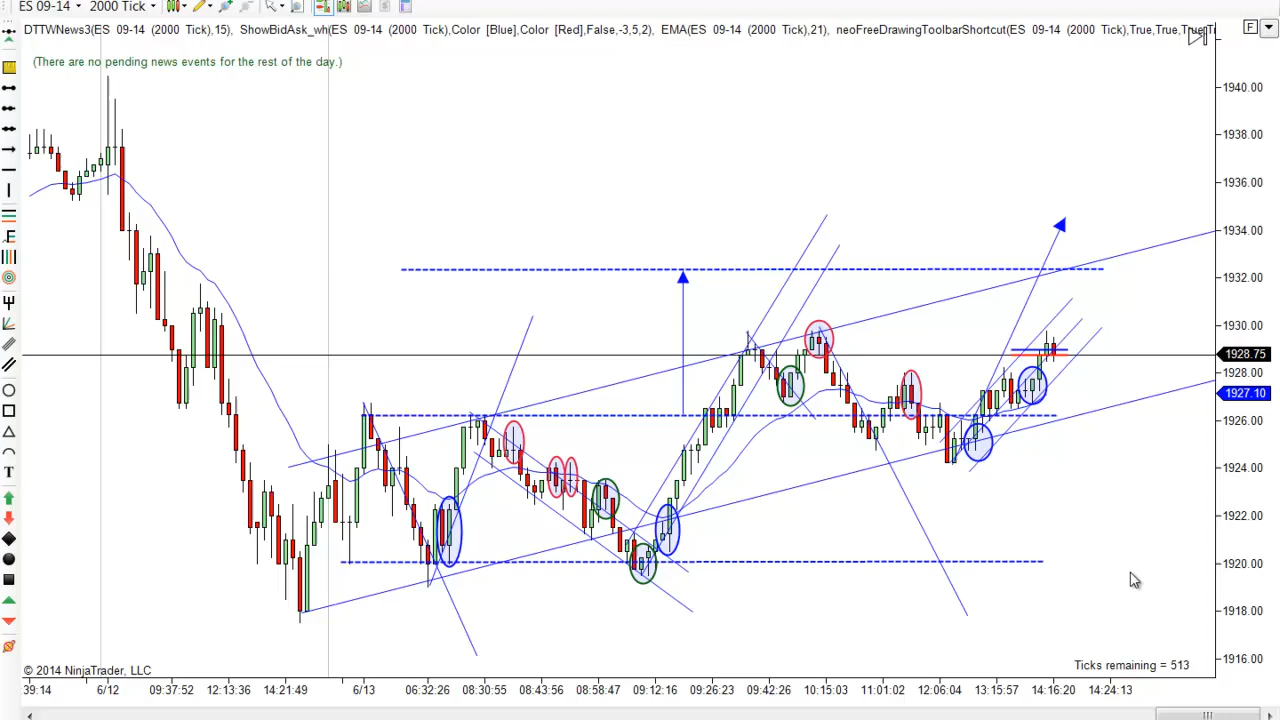 ES 09-14 2000 Tick
DTTWNews3(ES 09-14 (2000 Tick),15), ShowBidAsk_wh(ES 09-14 (2000 Tick),Color [Blue],Color [Red],False,-3,5,2), EMA(ES 09-14 (2000 Tick),21), neoFreeDrawingToolbarShortcut(ES 09-14 (2000 Tick),True,True,True
F
(There are no pending news events for the rest of the day.)
1940.00
1938.00
1936.00
1934.00
1932.00
1930.00
1928.75
1928.00
1927.10
1926.00
1924.00
1922.00
1920.00
1918.00
1916.00
T
© 2014 NinjaTrader, LLC
Ticks remaining = 513
39:14 6/12 09:37:52 12:13:36 14:21:49 6/13 06:32:26 08:30:55 08:43:56 08:58:47 09:12:16 09:26:23 09:42:26 10:15:03 11:01:02 12:06:04 13:15:57 14:16:20 14:24:13